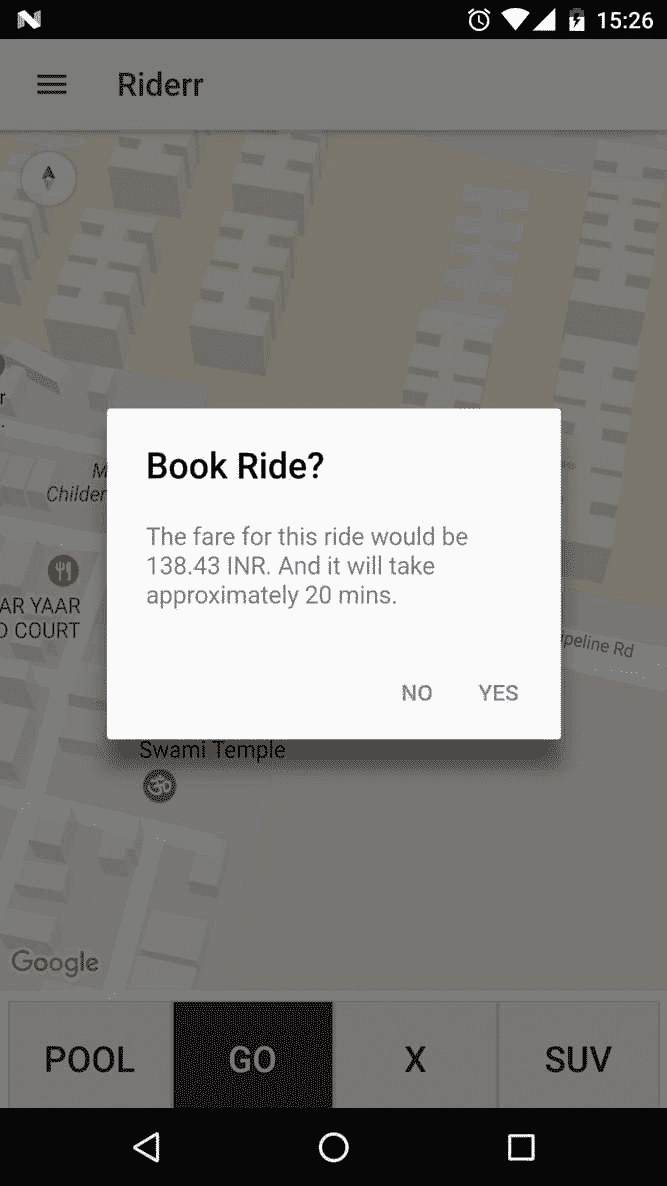 15:26
Riderr
r
M
Childer
AR YAAR
O COURT
Book Ride?
The fare for this ride would be
138.43 INR. And it will take
approximately 20 mins.
NO YES
peline Rd
Swami Temple
ॐ
Google
POOL GO X SUV